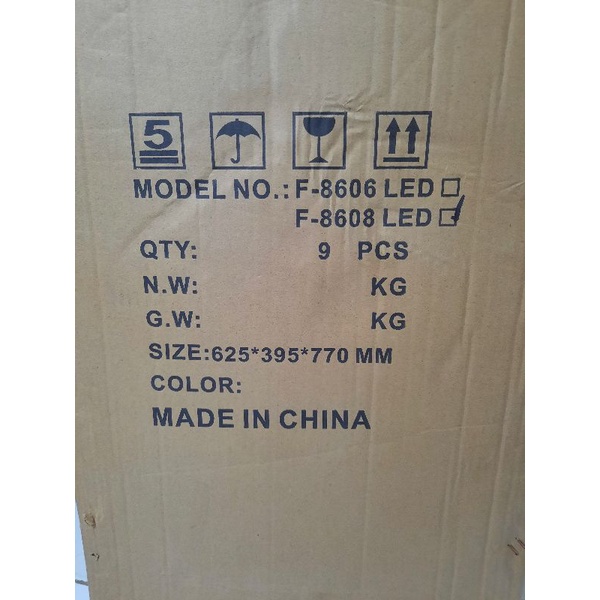 5
MODEL NO.: F-8606 LED
F-8608 LED
QTY: 9 PCS
N.W: KG
G.W: KG
SIZE:625*395*770 MM
COLOR:
MADE IN CHINA